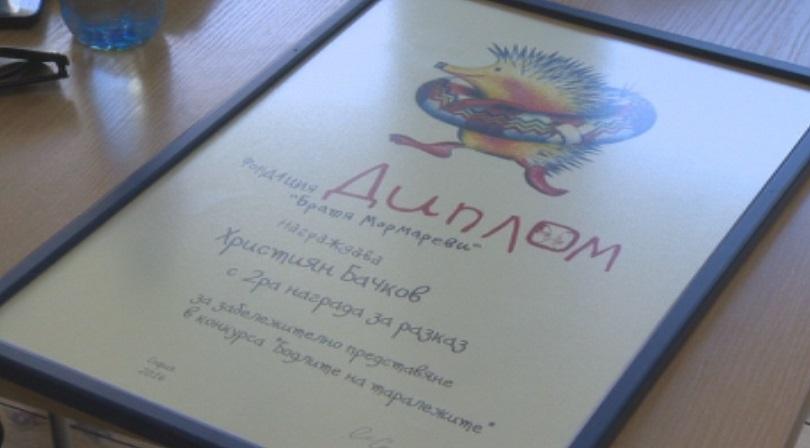 Диплом
фондация
"Братя Мормареви"
награждава
Християн Бачков
с 2ра награда за разказ
за забележително представяне
в конкурса "Бодлите на таралежите"
София
2016